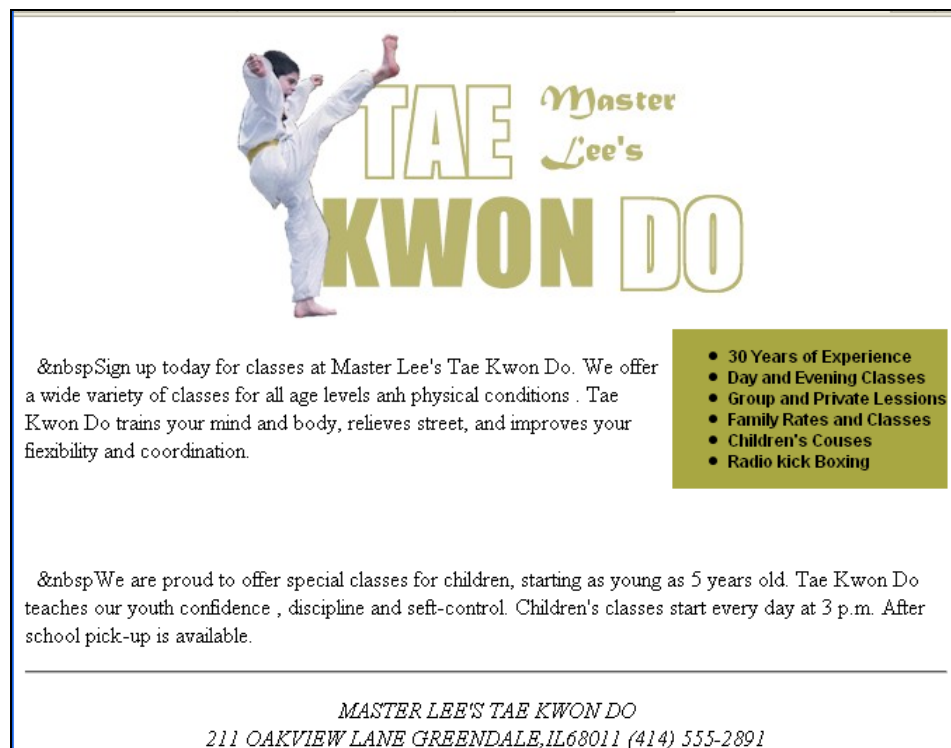 TAE Master
Lee's
KWON DO
&nbspSign up today for classes at Master Lee's Tae Kwon Do. We offer
a wide variety of classes for all age levels anh physical conditions . Tae
Kwon Do trains your mind and body, relieves street, and improves your
fiexibility and coordination.
30 Years of Experience
Day and Evening Classes
Group and Private Lessions
Family Rates and Classes
Children's Couses
Radio kick Boxing
&nbspWe are proud to offer special classes for children, starting as young as 5 years old. Tae Kwon Do
teaches our youth confidence , discipline and seft-control. Children's classes start every day at 3 p.m. After
school pick-up is available.
MASTER LEE'S TAE KWON DO
211 OAKVIEW LANE GREENDALE,IL68011 (414) 555-2891